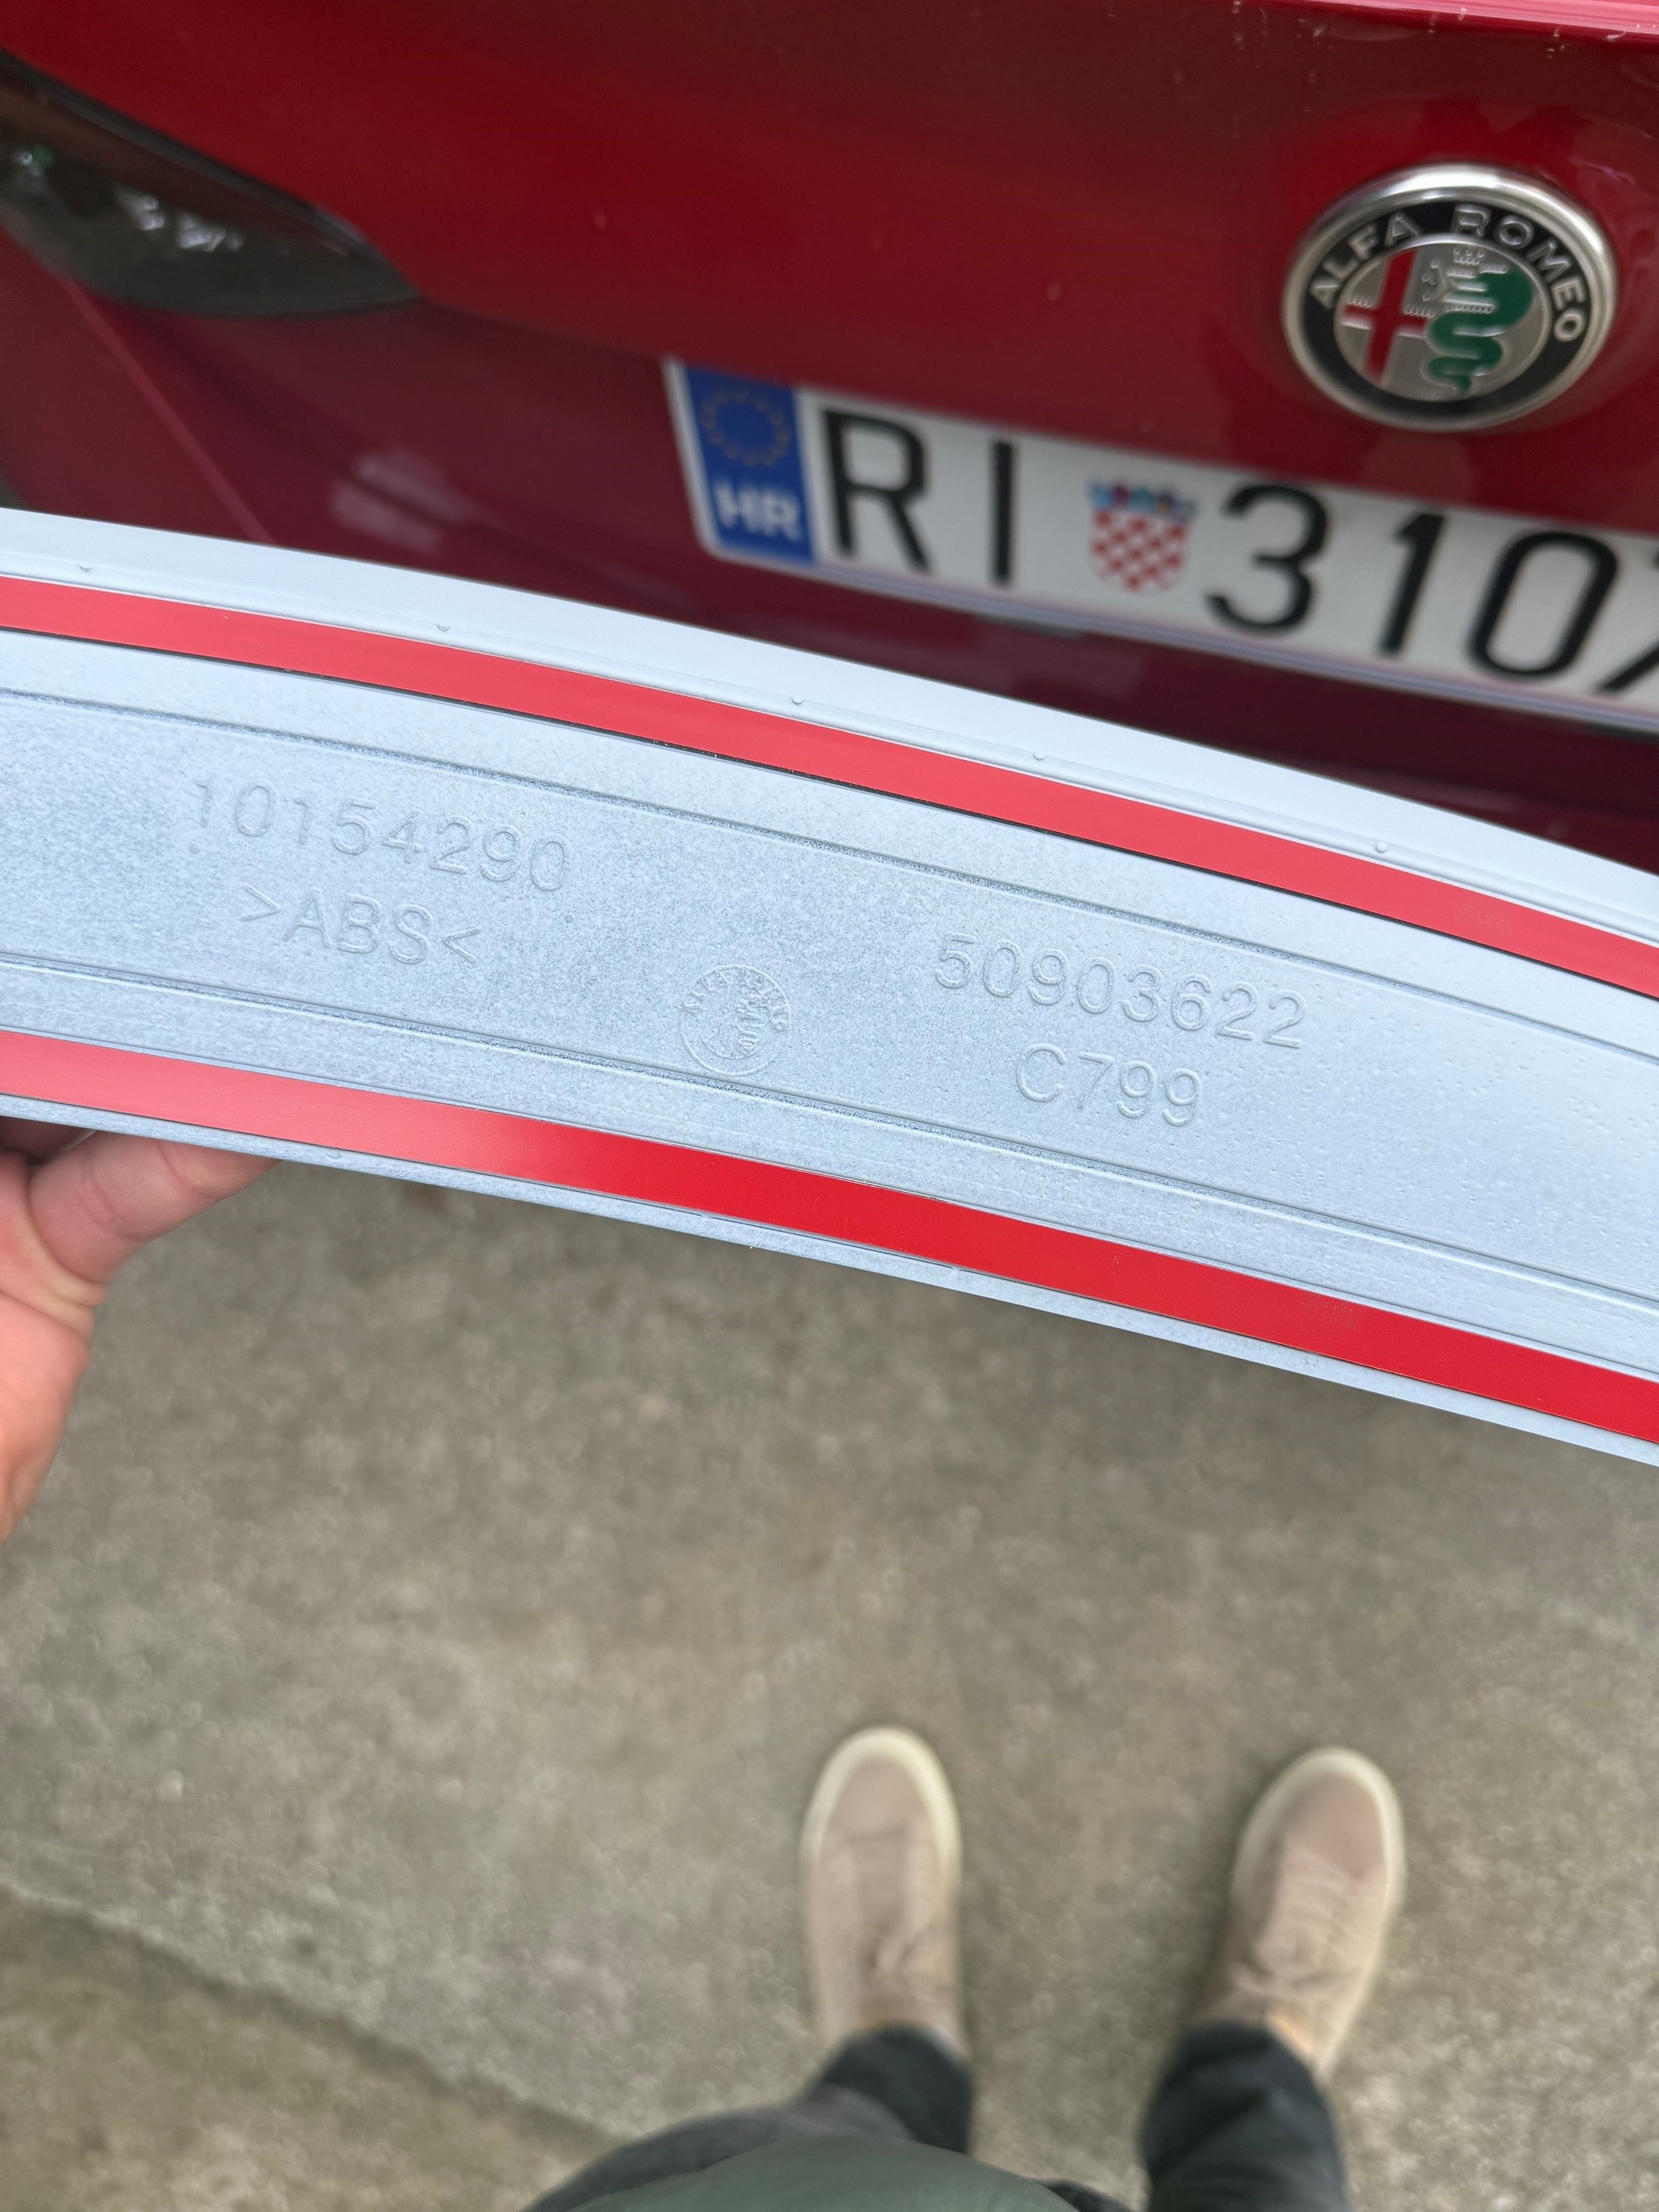 ALFA ROMEO
HR
RI 310
10154290
>ABS<
50903622
C799